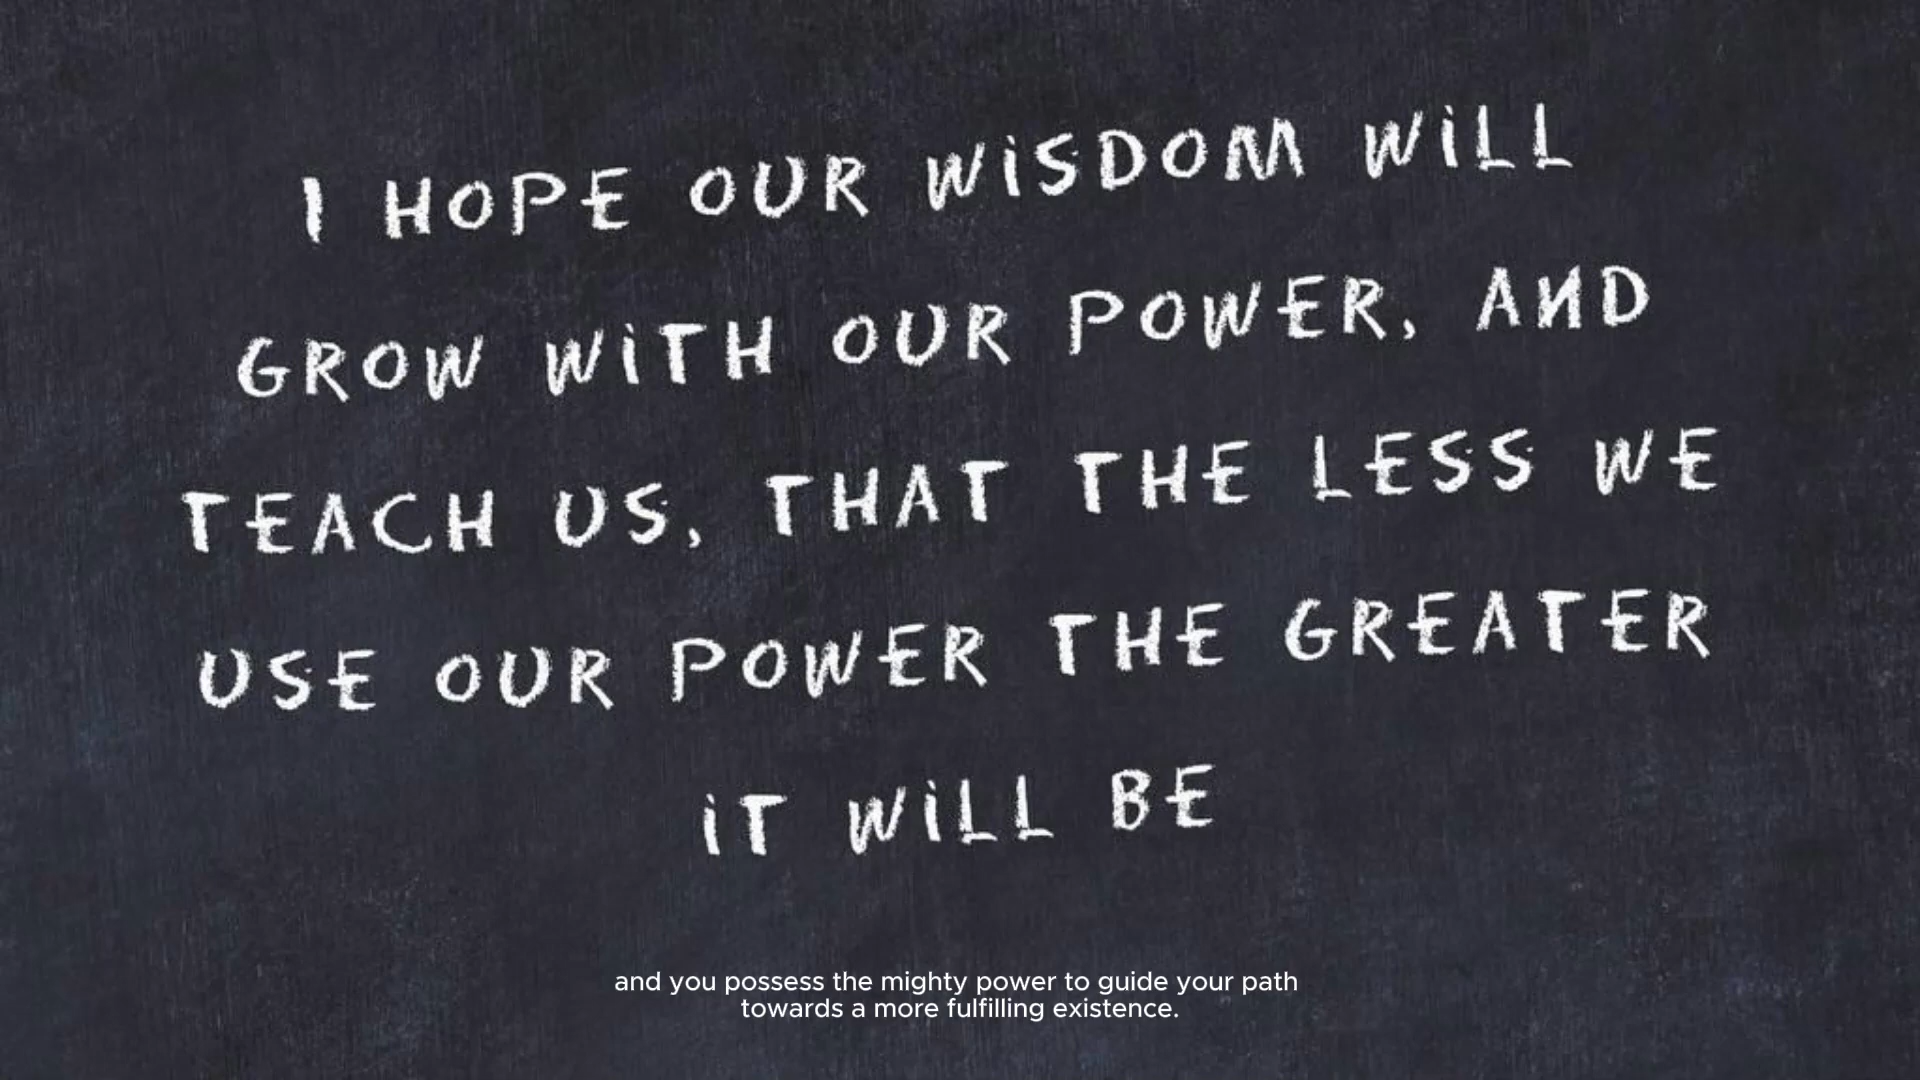 I HOPE OUR WISDOM WILL
GROW WITH OUR POWER, AND
TEACH US, THAT THE LESS WE
USE OUR POWER THE GREATER
IT WILL BE
and you possess the mighty power to guide your path
towards a more fulfilling existence.